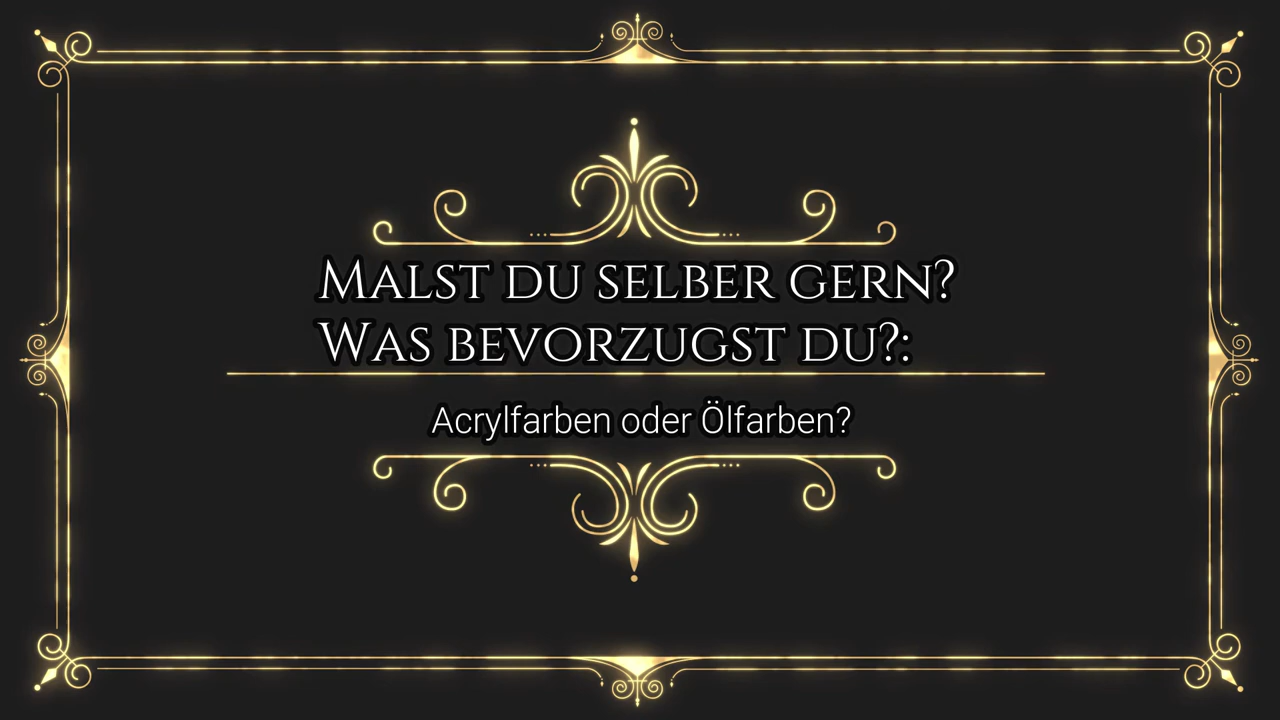 Malst du selber gern?
Was bevorzugst du?:
Acrylfarben oder Ölfarben?